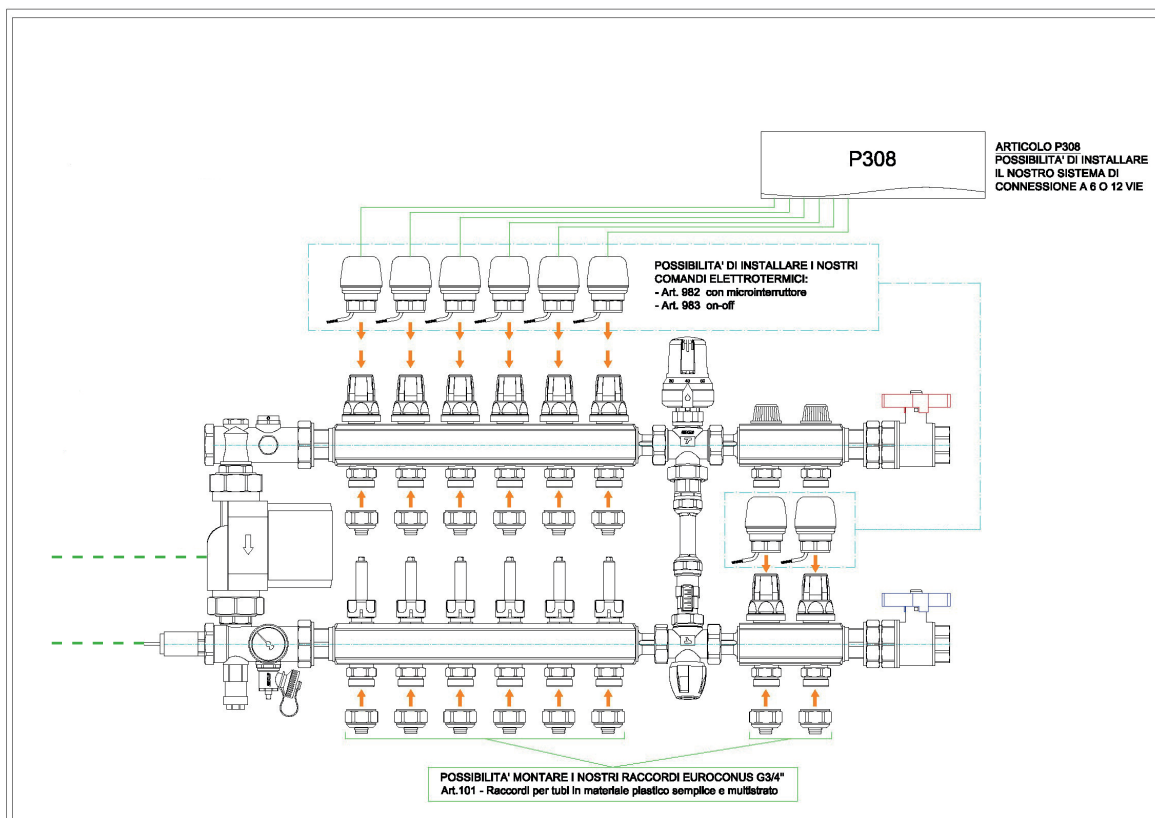 P308
ARTICOLO P308
POSSIBILITA' DI INSTALLARE
IL NOSTRO SISTEMA DI
CONNESSIONE A 6 O 12 VIE
POSSIBILITA' DI INSTALLARE I NOSTRI
COMANDI ELETTROTERMICI:
- Art. 982 con microinterruttore
- Art. 983 on-off
POSSIBILITA' MONTARE I NOSTRI RACCORDI EUROCONUS G3/4"
Art.101 - Raccordi per tubi in materiale plastico semplice e multistrato